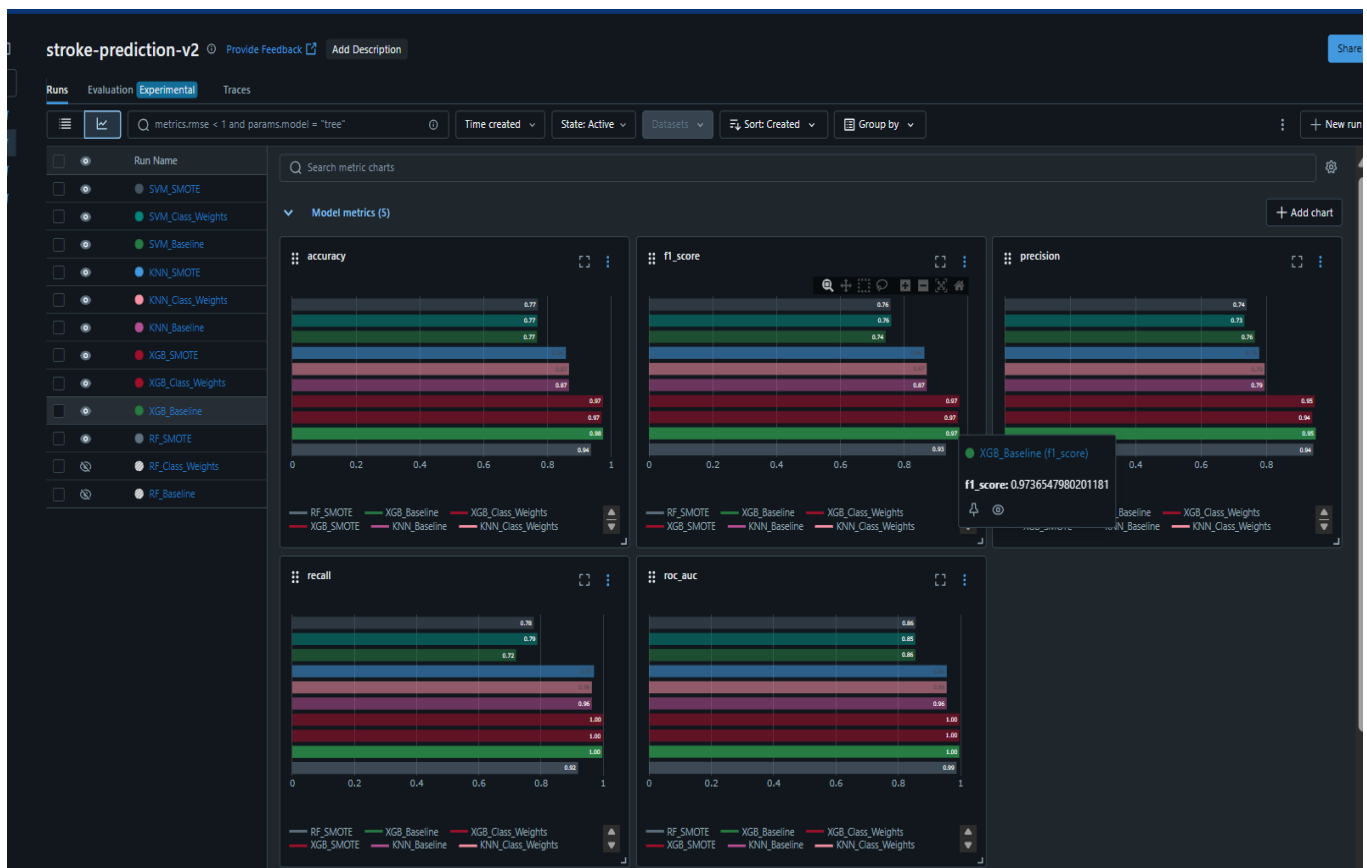 stroke-prediction-v2 Provide Feedback Add Description
Share
Runs Evaluation Experimental Traces
metrics.rmse < 1 and params.model = "tree" Time created State: Active Datasets Sort: Created Group by + New run
Run Name
SVM_SMOTE
SVM_Class_Weights
SVM_Baseline
KNN_SMOTE
KNN_Class_Weights
KNN_Baseline
XGB_SMOTE
XGB_Class_Weights
XGB_Baseline
RF_SMOTE
RF_Class_Weights
RF_Baseline
Search metric charts
Model metrics (5)
+ Add chart
accuracy
0.77
0.77
0.77
0.87
0.87
0.97
0.97
0.98
0.94
0 0.2 0.4 0.6 0.8 1
RF_SMOTE XGB_Baseline XGB_Class_Weights
XGB_SMOTE KNN_Baseline KNN_Class_Weights
f1_score
0.76
0.76
0.74
0.87
0.87
0.97
0.97
0.97
0.93
0 0.2 0.4 0.6 0.8
RF_SMOTE XGB_Baseline XGB_Class_Weights
XGB_SMOTE KNN_Baseline KNN_Class_Weights
XGB_Baseline (f1_score)
f1_score: 0.9736547980201181
precision
0.74
0.73
0.76
0.79
0.79
0.95
0.94
0.95
0.94
0.4 0.6 0.8
Baseline XGB_Class_Weights
XGB_SMOTE KNN_Baseline KNN_Class_Weights
recall
0.78
0.79
0.72
0.96
0.96
1.00
1.00
1.00
0.92
0 0.2 0.4 0.6 0.8 1
RF_SMOTE XGB_Baseline XGB_Class_Weights
XGB_SMOTE KNN_Baseline KNN_Class_Weights
roc_auc
0.86
0.85
0.86
0.96
1.00
1.00
1.00
0.99
0 0.2 0.4 0.6 0.8 1
RF_SMOTE XGB_Baseline XGB_Class_Weights
XGB_SMOTE KNN_Baseline KNN_Class_Weights